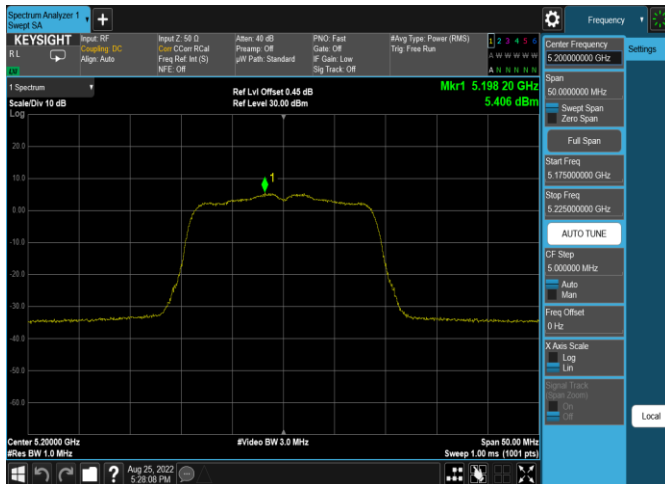 Spectrum Analyzer 1
Swept SA
Frequency
KEYSIGHT
RL
LW
Input: RF
Coupling: DC
Align: Auto
Input Z: 50 Ω
Corr CCorr RCal
Freq Ref: Int (S)
NFE: Off
Atten: 40 dB
Preamp: Off
µW Path: Standard
PNO: Fast
Gate: Off
IF Gain: Low
Sig Track: Off
#Avg Type: Power (RMS)
Trig: Free Run
1 2 3 4 5 6
A W W W W W
A N N N N N
1 Spectrum
Scale/Div 10 dB
Log
Ref Lvl Offset 0.45 dB
Ref Level 30.00 dBm
Mkr1 5.198 20 GHz
5.406 dBm
1
20.0
10.0
0.00
-10.0
-20.0
-30.0
-40.0
-50.0
-60.0
Center 5.20000 GHz
#Res BW 1.0 MHz
#Video BW 3.0 MHz
Span 50.00 MHz
Sweep 1.00 ms (1001 pts)
Center Frequency
5.200000000 GHz
Settings
Span
50.0000000 MHz
Swept Span
Zero Span
Full Span
Start Freq
5.175000000 GHz
Stop Freq
5.225000000 GHz
AUTO TUNE
CF Step
5.000000 MHz
Auto
Man
Freq Offset
0 Hz
X Axis Scale
Log
Lin
Signal Track
(Span Zoom)
On
Off
Local
?
Aug 25, 2022
5:28:08 PM